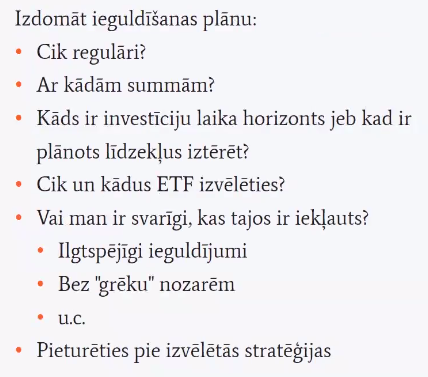 Izdomāt ieguldīšanas plānu:
• Cik regulāri?
• Ar kādām summām?
• Kāds ir investīciju laika horizonts jeb kad ir
plānots līdzekļus iztērēt?
• Cik un kādus ETF izvēlēties?
• Vai man ir svarīgi, kas tajos ir iekļauts?
• Ilgtspējīgi ieguldījumi
• Bez "grēku" nozarēm
• u.c.
• Pieturēties pie izvēlētās stratēģijas